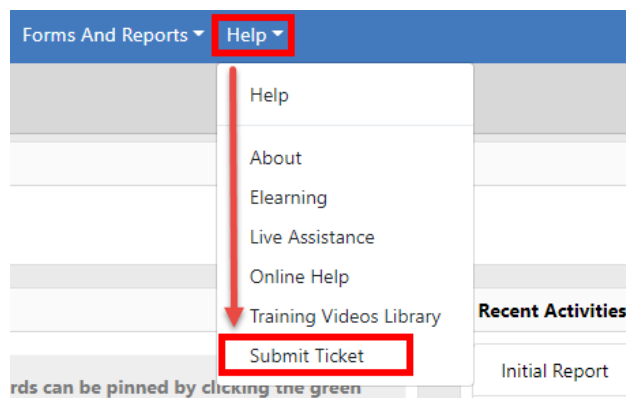 Forms And Reports Help
Help
About
Elearning
Live Assistance
Online Help
Training Videos Library
Submit Ticket
Recent Activities
Initial Report
rds can be pinned by clicking the green